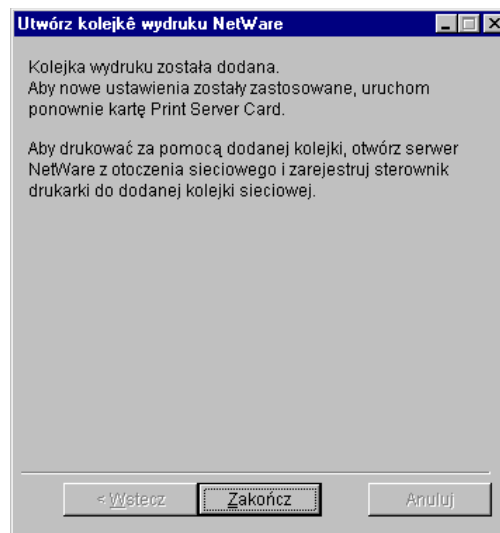 Utwórz kolejkê wydruku NetWare
Kolejka wydruku została dodana.
Aby nowe ustawienia zostały zastosowane, uruchom
ponownie kartę Print Server Card.
Aby drukować za pomocą dodanej kolejki, otwórz serwer
NetWare z otoczenia sieciowego i zarejestruj sterownik
drukarki do dodanej kolejki sieciowej.
< Wstecz
Zakończ
Anuluj